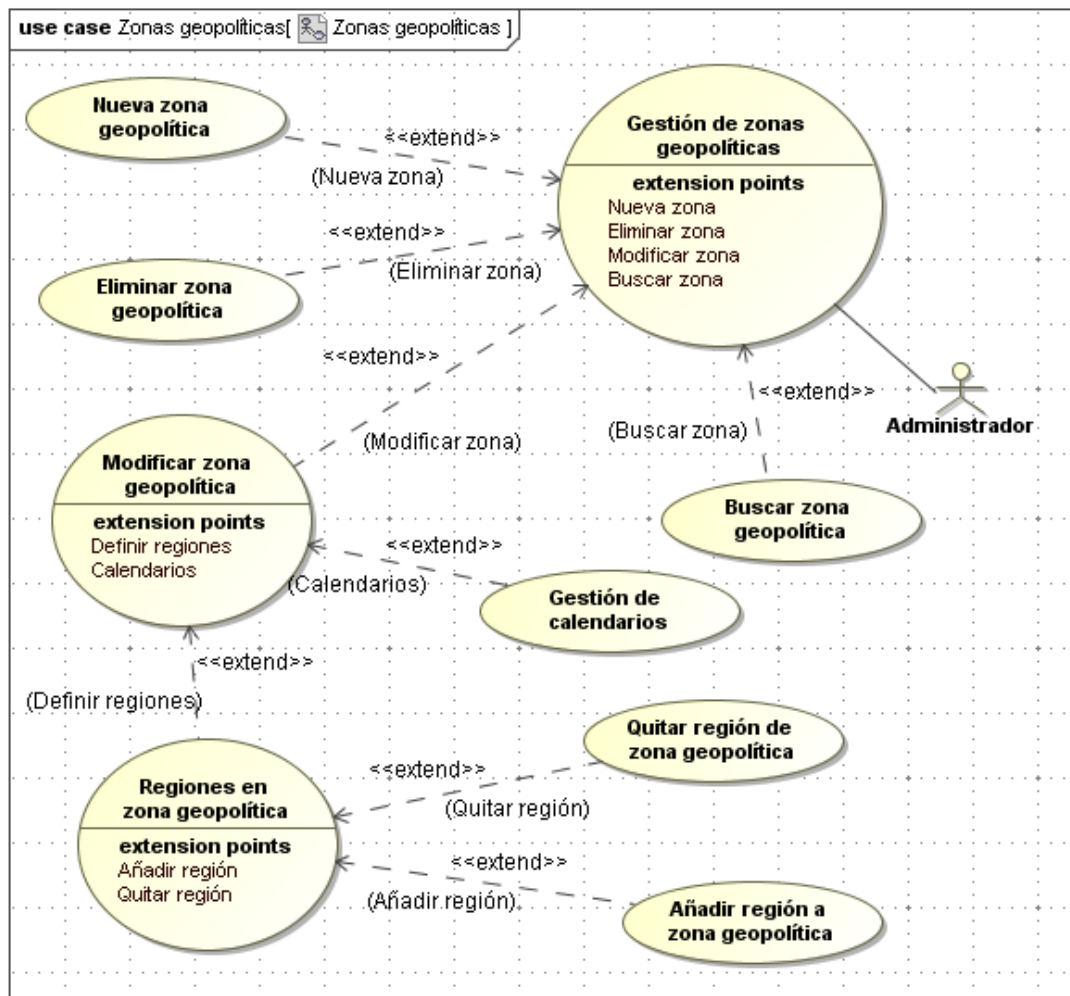 use case Zonas geopolíticas[ Zonas geopolíticas ]
Nueva zona
geopolítica
<<extend>>
(Nueva zona)
Gestión de zonas
geopolíticas
extension points
Nueva zona
Eliminar zona
Modificar zona
Buscar zona
<<extend>>
(Eliminar zona)
Eliminar zona
geopolítica
<<extend>>
(Modificar zona)
<<extend>>
(Buscar zona)
Administrador
Modificar zona
geopolítica
extension points
Definir regiones
Calendarios
Buscar zona
geopolítica
<<extend>>
(Calendarios)
Gestión de
calendarios
<<extend>>
(Definir regiones)
Quitar región de
zona geopolítica
Regiones en
zona geopolítica
extension points
Añadir región
Quitar región
<<extend>>
(Quitar región)
<<extend>>
(Añadir región)
Añadir región a
zona geopolítica